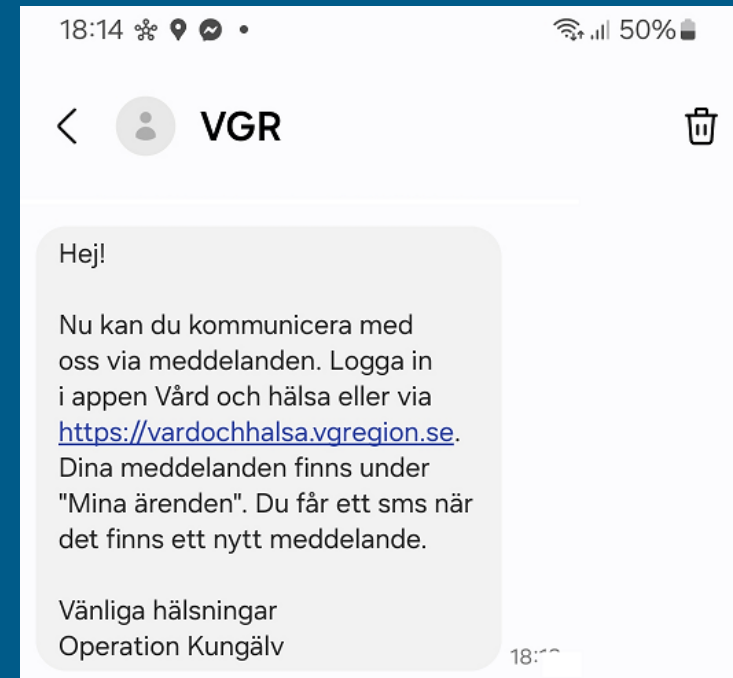 18:14 50%
VGR
Hej!
Nu kan du kommunicera med
oss via meddelanden. Logga in
i appen Vård och hälsa eller via
https://vardochhalsa.vgregion.se.
Dina meddelanden finns under
"Mina ärenden". Du får ett sms när
det finns ett nytt meddelande.
Vänliga hälsningar
Operation Kungälv